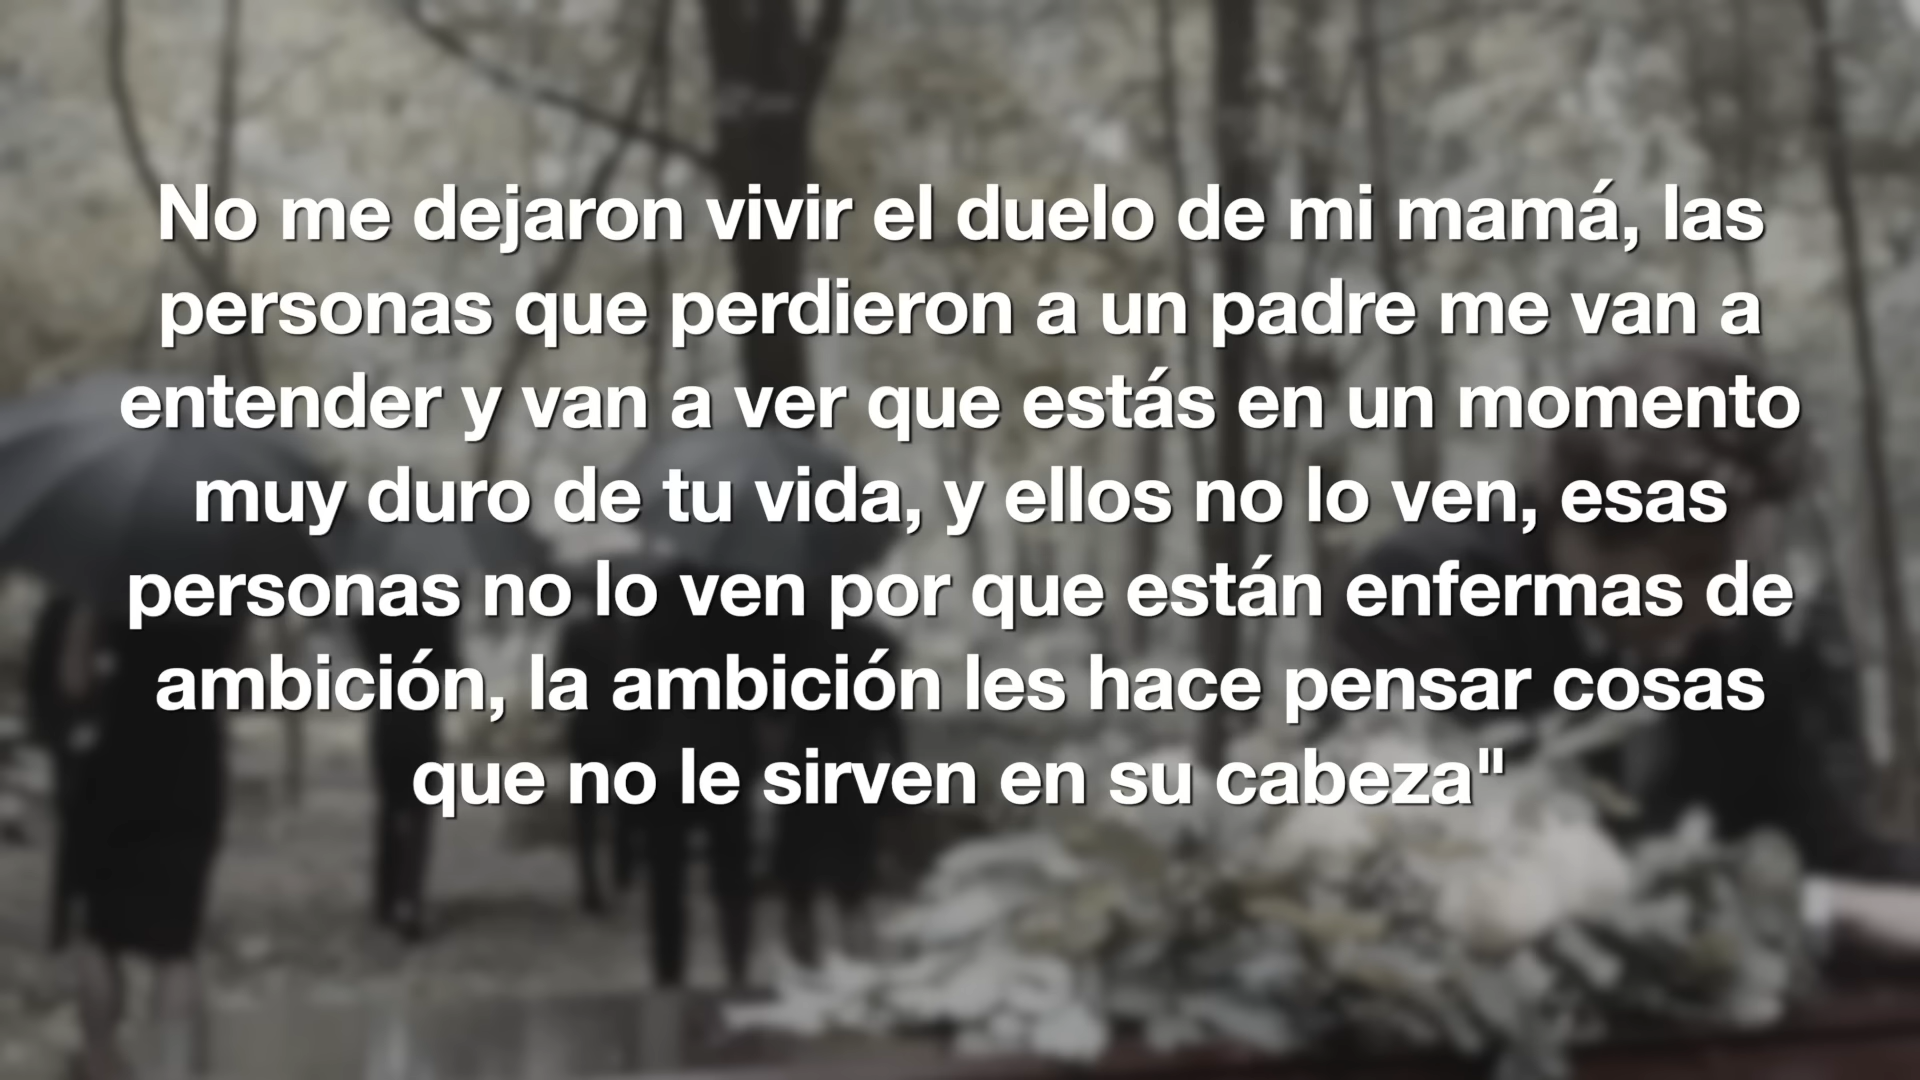 No me dejaron vivir el duelo de mi mamá, las
personas que perdieron a un padre me van a
entender y van a ver que estás en un momento
muy duro de tu vida, y ellos no lo ven, esas
personas no lo ven por que están enfermas de
ambición, la ambición les hace pensar cosas
que no le sirven en su cabeza"